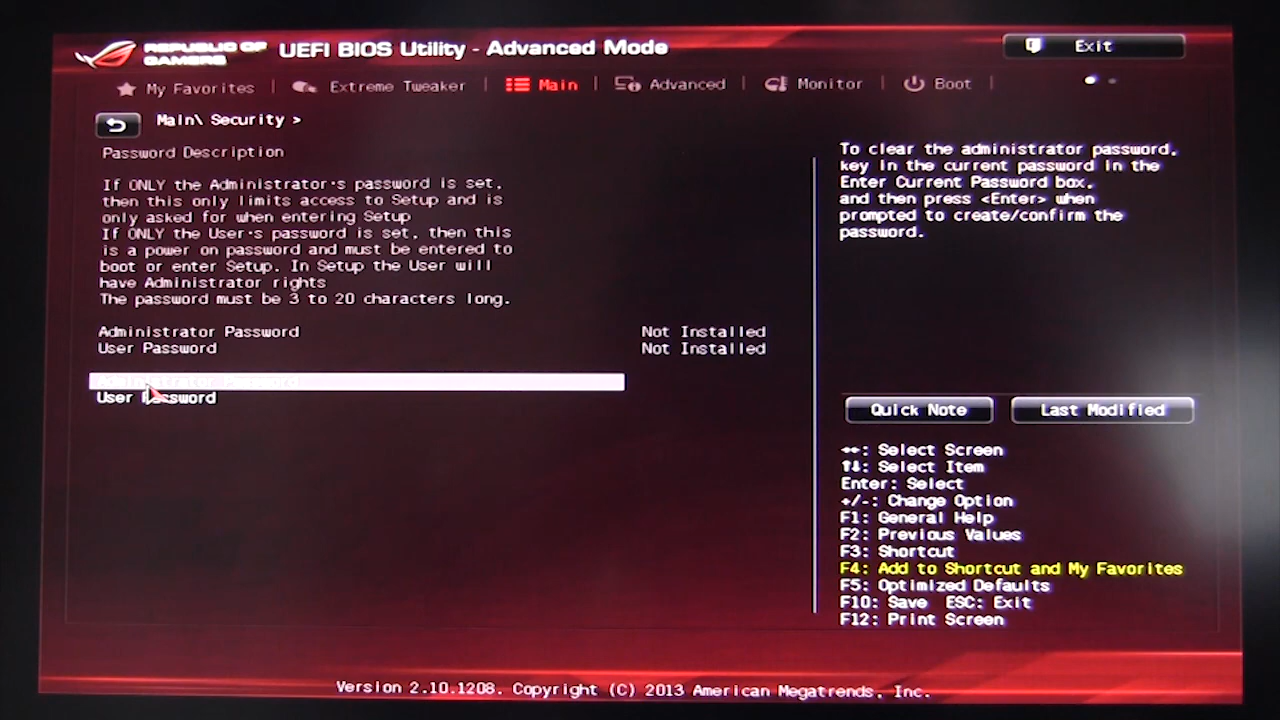 REPUBLIC OF
GAMERS
UEFI BIOS Utility - Advanced Mode
Exit
My Favorites
Extreme Tweaker
Main
Advanced
Monitor
Boot
Main\ Security >
Password Description
If ONLY the Administrator's password is set,
then this only limits access to Setup and is
only asked for when entering Setup
If ONLY the User's password is set, then this
is a power on password and must be entered to
boot or enter Setup. In Setup the User will
have Administrator rights
The password must be 3 to 20 characters long.
Administrator Password Not Installed
User Password Not Installed
Administrator Password
User Password
To clear the administrator password,
key in the current password in the
Enter Current Password box,
and then press <Enter> when
prompted to create/confirm the
password.
Quick Note
Last Modified
→←: Select Screen
↑↓: Select Item
Enter: Select
+/-: Change Option
F1: General Help
F2: Previous Values
F3: Shortcut
F4: Add to Shortcut and My Favorites
F5: Optimized Defaults
F10: Save ESC: Exit
F12: Print Screen
Version 2.10.1208. Copyright (C) 2013 American Megatrends, Inc.